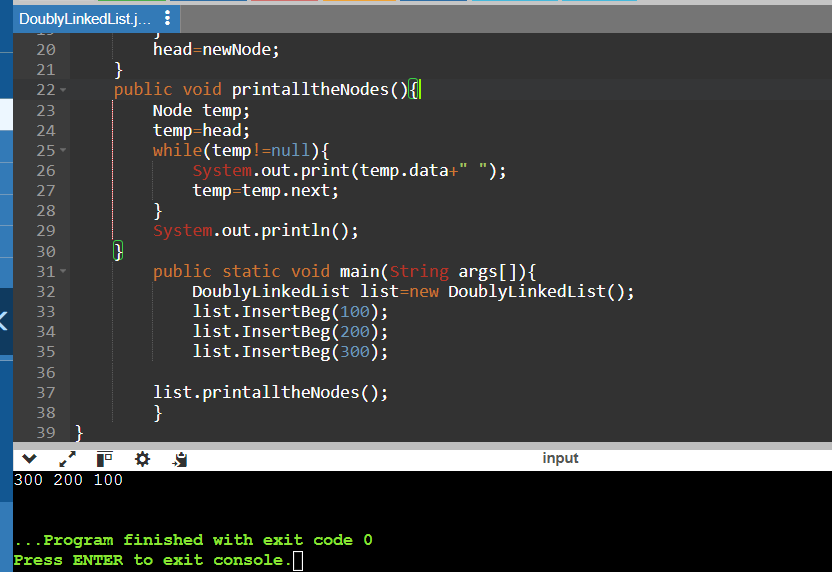 DoublyLinkedList.j...
19 }
20 head=newNode;
21 }
22 public void printalltheNodes(){
23 Node temp;
24 temp=head;
25 while(temp!=null){
26 System.out.print(temp.data+" ");
27 temp=temp.next;
28 }
29 System.out.println();
30 }
31 public static void main(String args[]){
32 DoublyLinkedList list=new DoublyLinkedList();
33 list.InsertBeg(100);
34 list.InsertBeg(200);
35 list.InsertBeg(300);
36
37 list.printalltheNodes();
38 }
39 }
input
300 200 100
...Program finished with exit code 0
Press ENTER to exit console.